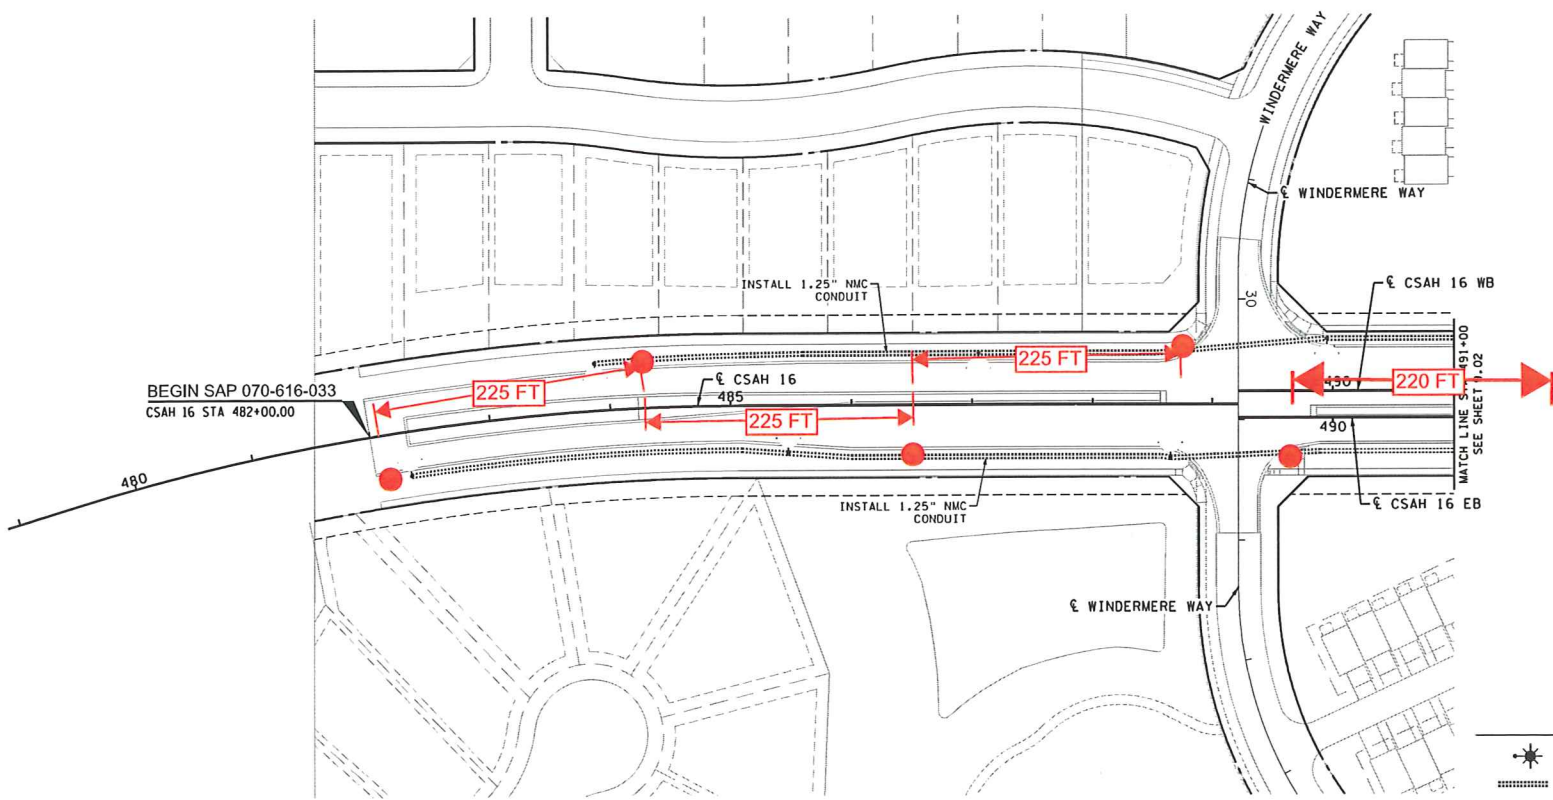 WINDERMERE WAY
℄ WINDERMERE WAY
INSTALL 1.25" NMC
CONDUIT
30
℄ CSAH 16 WB
225 FT
220 FT
490
BEGIN SAP 070-616-033
CSAH 16 STA 482+00.00
225 FT
℄ CSAH 16
485
225 FT
490
MATCH LINE 491+00
SEE SHEET .02
480
INSTALL 1.25" NMC
CONDUIT
℄ CSAH 16 EB
℄ WINDERMERE WAY